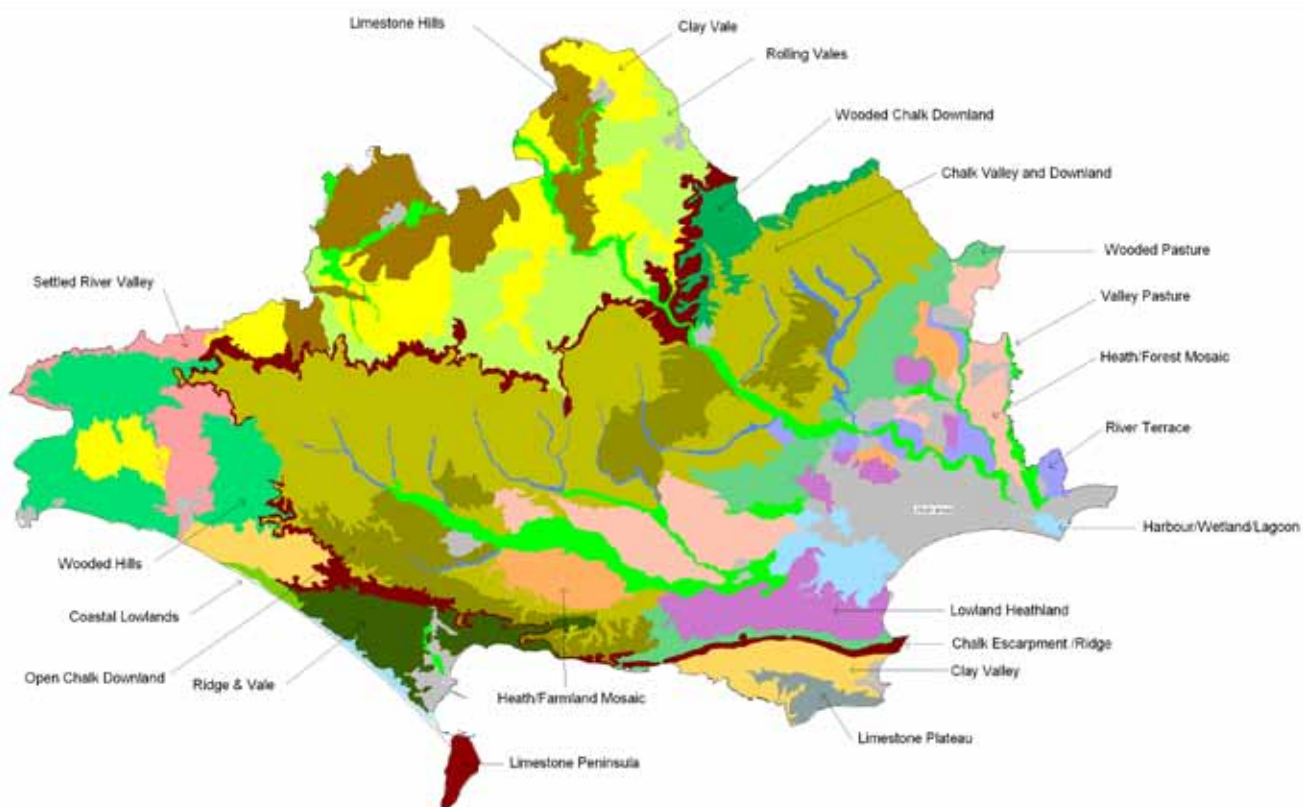 Limestone Hills
Clay Vale
Rolling Vales
Wooded Chalk Downland
Chalk Valley and Downland
Wooded Pasture
Settled River Valley
Valley Pasture
Heath/Forest Mosaic
River Terrace
Harbour/Wetland/Lagoon
Wooded Hills
Coastal Lowlands
Lowland Heathland
Chalk Escarpment /Ridge
Open Chalk Downland
Ridge & Vale
Heath/Farmland Mosaic
Clay Valley
Limestone Plateau
Limestone Peninsula